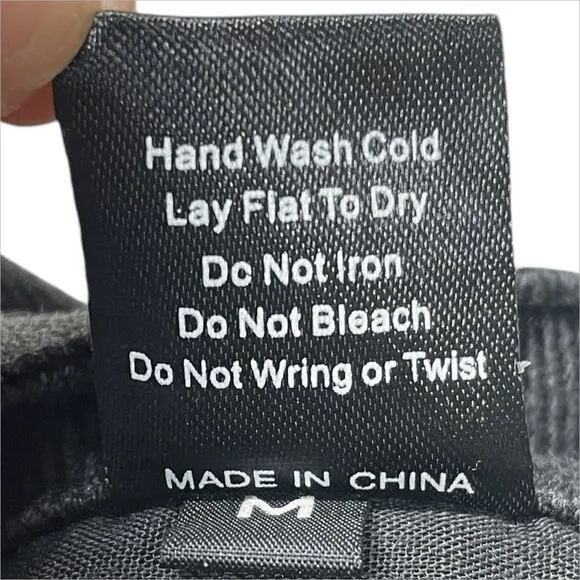 Hand Wash Cold
Lay Flat To Dry
Do Not Iron
Do Not Bleach
Do Not Wring or Twist
MADE IN CHINA
M